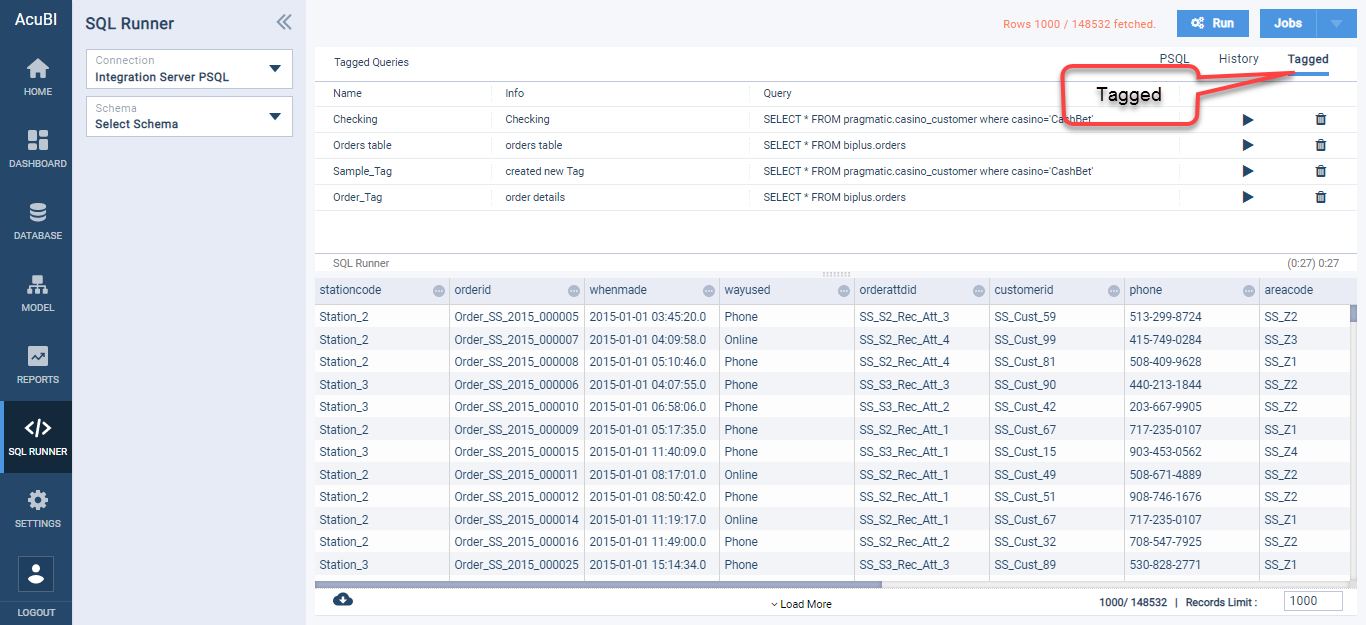 AcuBI
HOME
DASHBOARD
DATABASE
MODEL
REPORTS
</>
SQL RUNNER
SETTINGS
LOGOUT
SQL Runner
Connection
Integration Server PSQL
Schema
Select Schema
Rows 1000 / 148532 fetched.
Run
Jobs
Tagged Queries
PSQL
History
Tagged
Tagged
Name Info Query
Checking Checking SELECT * FROM pragmatic.casino_customer where casino='CashBet'
Orders table orders table SELECT * FROM biplus.orders
Sample_Tag created new Tag SELECT * FROM pragmatic.casino_customer where casino='CashBet'
Order_Tag order details SELECT * FROM biplus.orders
SQL Runner (0:27) 0:27
stationcode orderid whenmade wayused orderattdid customerid phone areacode
Station_2 Order_SS_2015_000005 2015-01-01 03:45:20.0 Phone SS_S2_Rec_Att_3 SS_Cust_59 513-299-8724 SS_Z2
Station_2 Order_SS_2015_000007 2015-01-01 04:09:58.0 Online SS_S2_Rec_Att_4 SS_Cust_99 415-749-0284 SS_Z3
Station_2 Order_SS_2015_000008 2015-01-01 05:10:46.0 Phone SS_S2_Rec_Att_4 SS_Cust_81 508-409-9628 SS_Z1
Station_3 Order_SS_2015_000006 2015-01-01 04:07:55.0 Phone SS_S3_Rec_Att_3 SS_Cust_90 440-213-1844 SS_Z2
Station_3 Order_SS_2015_000010 2015-01-01 06:58:06.0 Phone SS_S3_Rec_Att_2 SS_Cust_42 203-667-9905 SS_Z2
Station_2 Order_SS_2015_000009 2015-01-01 05:17:35.0 Phone SS_S2_Rec_Att_1 SS_Cust_67 717-235-0107 SS_Z1
Station_3 Order_SS_2015_000015 2015-01-01 11:40:09.0 Phone SS_S3_Rec_Att_1 SS_Cust_15 903-453-0562 SS_Z4
Station_2 Order_SS_2015_000011 2015-01-01 08:17:01.0 Online SS_S2_Rec_Att_1 SS_Cust_49 508-671-4889 SS_Z2
Station_2 Order_SS_2015_000012 2015-01-01 08:50:42.0 Phone SS_S2_Rec_Att_1 SS_Cust_51 908-746-1676 SS_Z2
Station_2 Order_SS_2015_000014 2015-01-01 11:19:17.0 Online SS_S2_Rec_Att_1 SS_Cust_67 717-235-0107 SS_Z1
Station_2 Order_SS_2015_000016 2015-01-01 11:49:00.0 Phone SS_S2_Rec_Att_2 SS_Cust_32 708-547-7925 SS_Z2
Station_3 Order_SS_2015_000025 2015-01-01 15:14:34.0 Phone SS_S3_Rec_Att_3 SS_Cust_89 530-828-2771 SS_Z1
Load More
1000/ 148532 | Records Limit : 1000